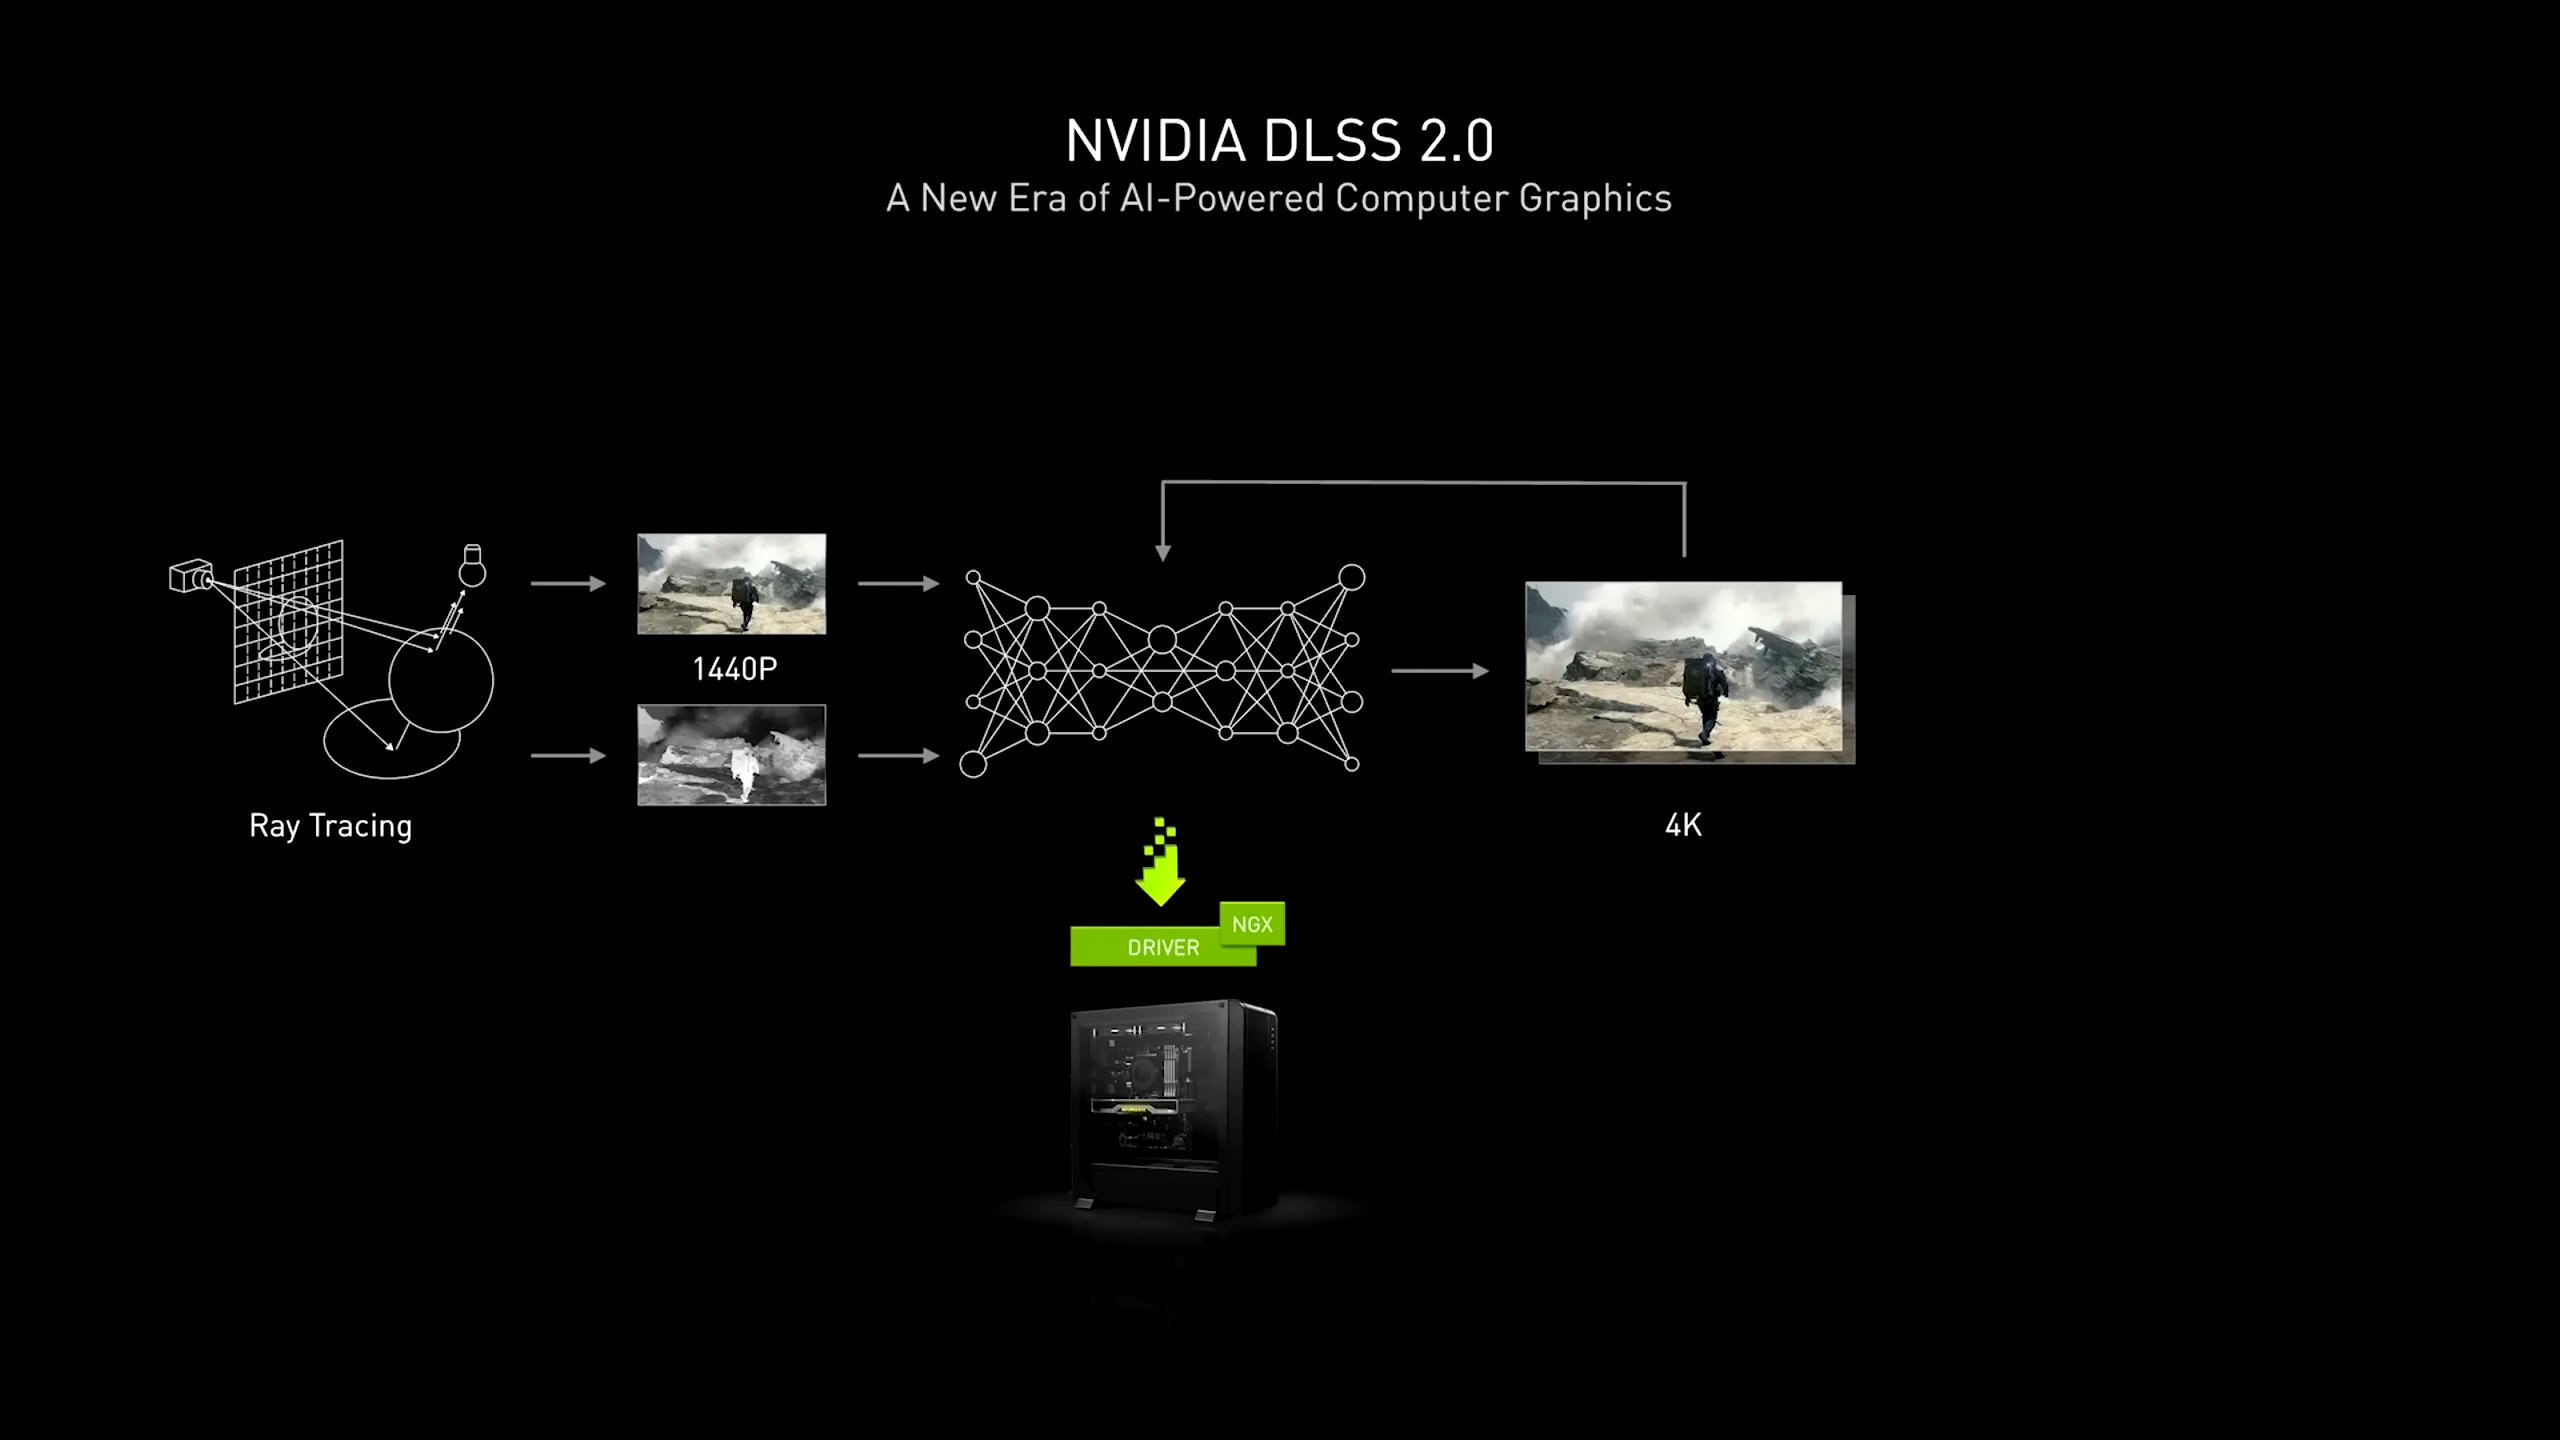 NVIDIA DLSS 2.0
A New Era of AI-Powered Computer Graphics
1440P
Ray Tracing
4K
NGX
DRIVER